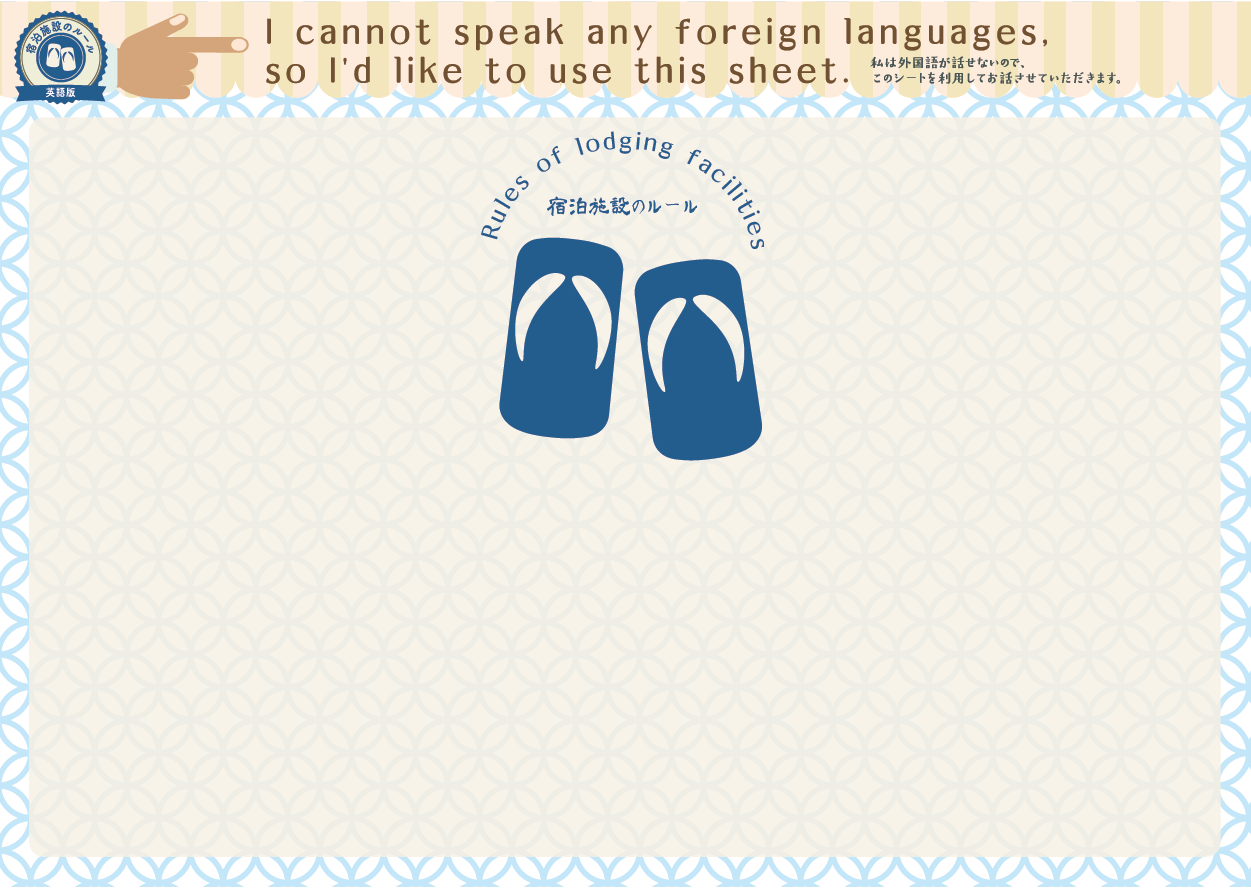 宿泊施設のルール
英語版
I cannot speak any foreign languages,
so I'd like to use this sheet.
私は外国語が話せないので、
このシートを利用してお話させていただきます。
Rules of lodging facilities
宿泊施設のルール